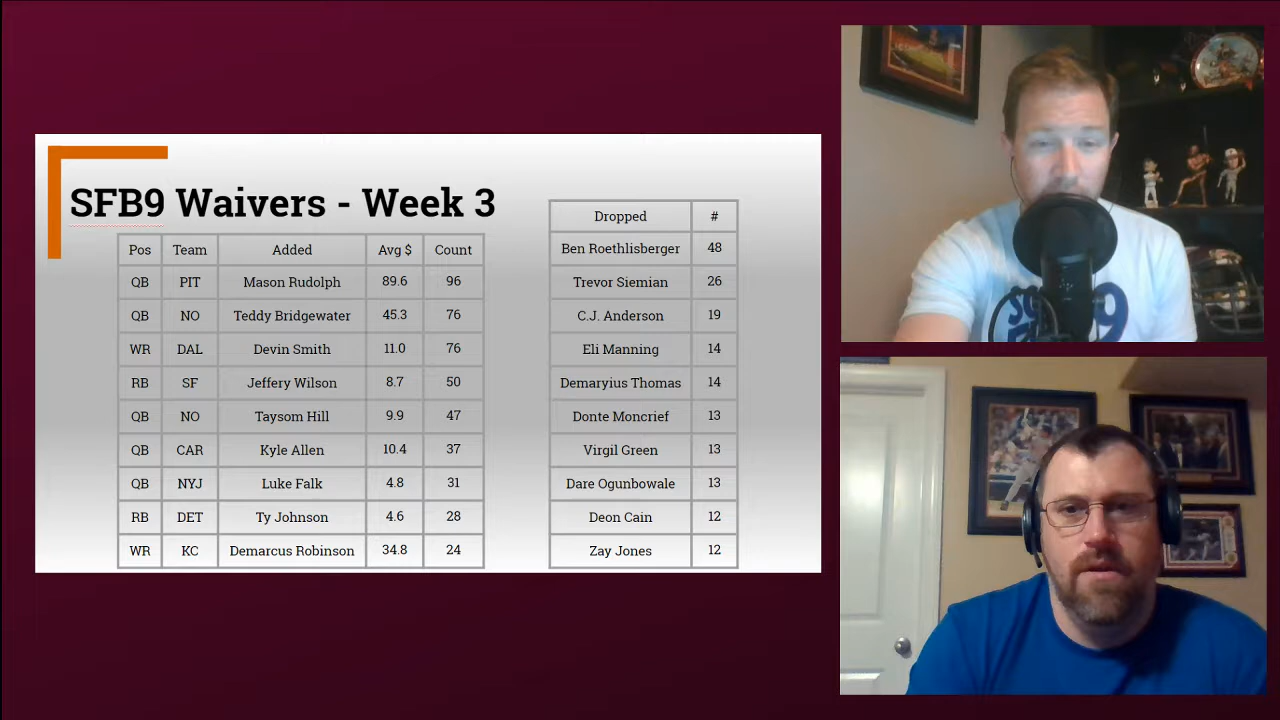 SFB9 Waivers - Week 3
Pos Team Added Avg $ Count
QB PIT Mason Rudolph 89.6 96
QB NO Teddy Bridgewater 45.3 76
WR DAL Devin Smith 11.0 76
RB SF Jeffery Wilson 8.7 50
QB NO Taysom Hill 9.9 47
QB CAR Kyle Allen 10.4 37
QB NYJ Luke Falk 4.8 31
RB DET Ty Johnson 4.6 28
WR KC Demarcus Robinson 34.8 24
Dropped #
Ben Roethlisberger 48
Trevor Siemian 26
C.J. Anderson 19
Eli Manning 14
Demaryius Thomas 14
Donte Moncrief 13
Virgil Green 13
Dare Ogunbowale 13
Deon Cain 12
Zay Jones 12